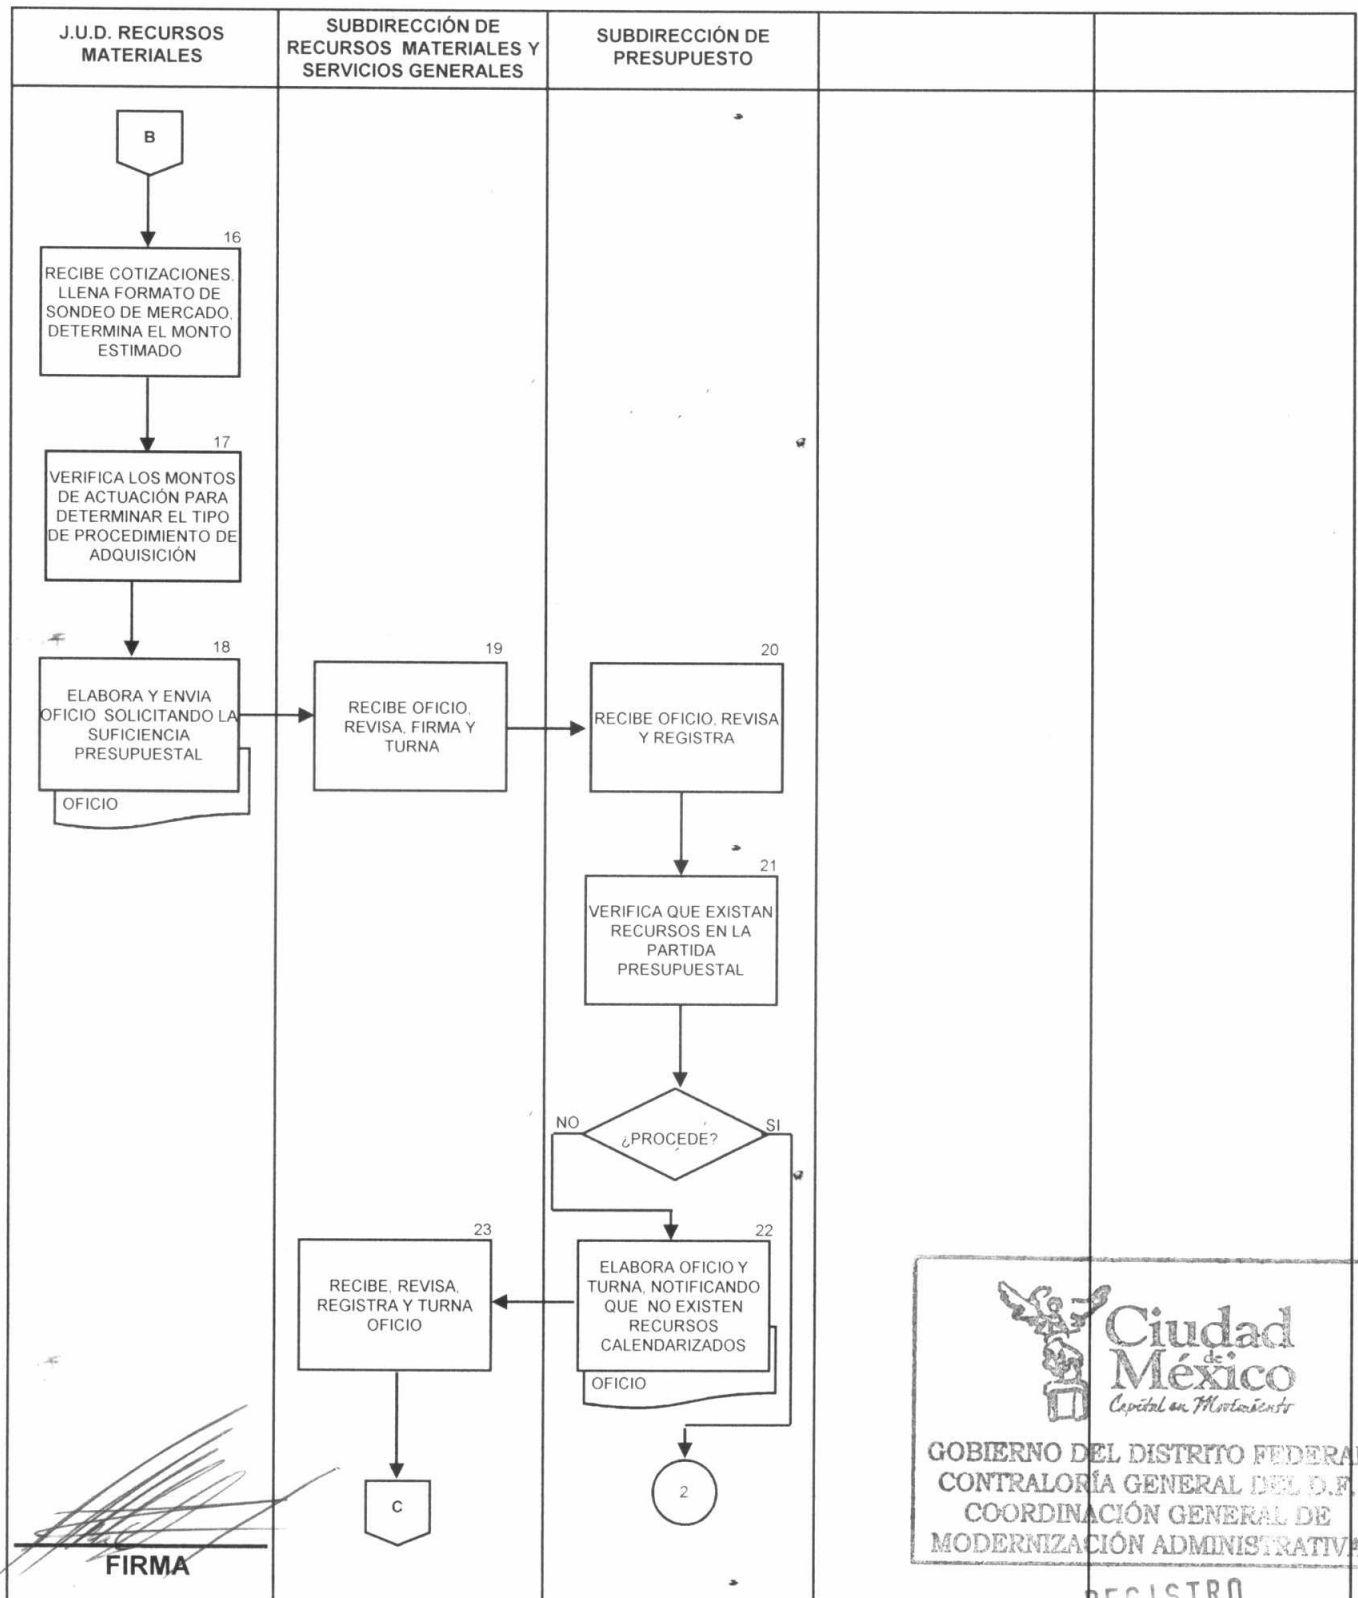 J.U.D. RECURSOS
MATERIALES
SUBDIRECCIÓN DE
RECURSOS MATERIALES Y
SERVICIOS GENERALES
SUBDIRECCIÓN DE
PRESUPUESTO
B
16
RECIBE COTIZACIONES,
LLENA FORMATO DE
SONDEO DE MERCADO,
DETERMINA EL MONTO
ESTIMADO
17
VERIFICA LOS MONTOS
DE ACTUACIÓN PARA
DETERMINAR EL TIPO
DE PROCEDIMIENTO DE
ADQUISICIÓN
18
ELABORA Y ENVIA
OFICIO SOLICITANDO LA
SUFICIENCIA
PRESUPUESTAL
OFICIO
19
RECIBE OFICIO,
REVISA, FIRMA Y
TURNA
20
RECIBE OFICIO, REVISA
Y REGISTRA
21
VERIFICA QUE EXISTAN
RECURSOS EN LA
PARTIDA
PRESUPUESTAL
NO
¿PROCEDE?
SI
22
ELABORA OFICIO Y
TURNA, NOTIFICANDO
QUE NO EXISTEN
RECURSOS
CALENDARIZADOS
OFICIO
23
RECIBE, REVISA,
REGISTRA Y TURNA
OFICIO
C
2
FIRMA
Ciudad
de
México
Capital en Movimiento
GOBIERNO DEL DISTRITO FEDERAL
CONTRALORÍA GENERAL DEL D.F.
COORDINACIÓN GENERAL DE
MODERNIZACIÓN ADMINISTRATIVA
REGISTRO